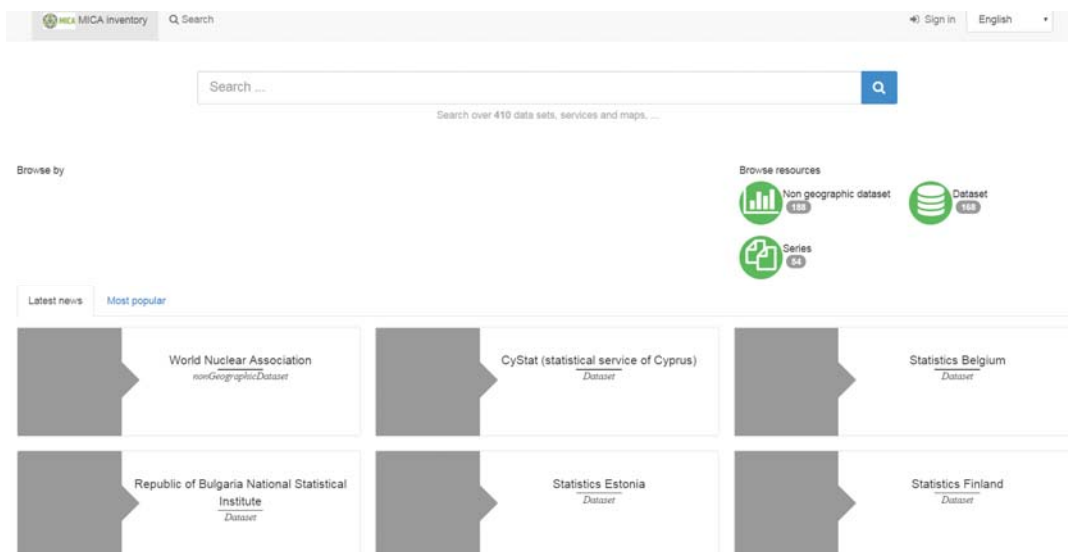 MICA MICA inventory Search Sign in English
Search ...
Search over 410 data sets, services and maps, ...
Browse by Browse resources
Non geographic dataset Dataset
188 168
Series
54
Latest news Most popular
World Nuclear Association CyStat (statistical service of Cyprus) Statistics Belgium
nonGeographicDataset Dataset Dataset
Republic of Bulgaria National Statistical Statistics Estonia Statistics Finland
Institute Dataset Dataset
Dataset